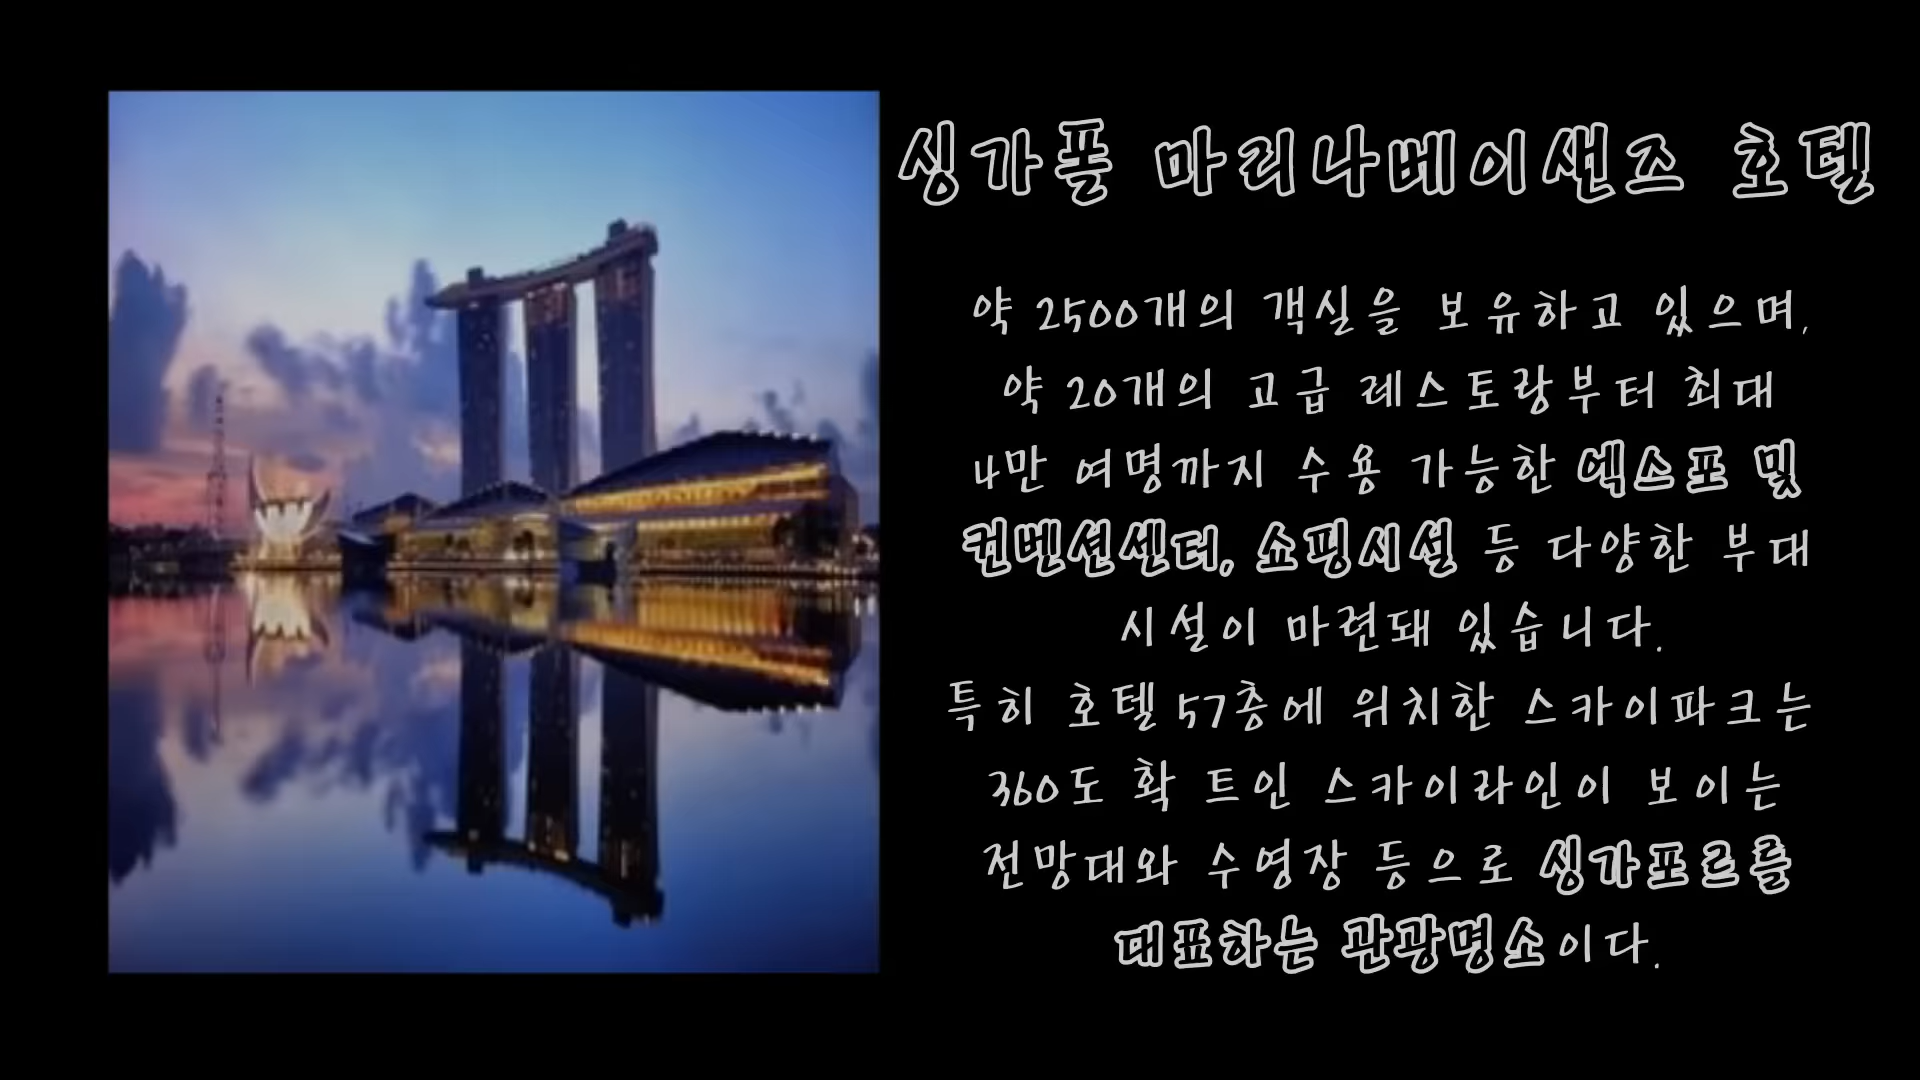 싱가폴 마리나베이샌즈 호텔
약 2500개의 객실을 보유하고 있으며,
약 20개의 고급 레스토랑부터 최대
4만 여명까지 수용 가능한 엑스포 및
컨벤션센터, 쇼핑시설 등 다양한 부대
시설이 마련돼 있습니다.
특히 호텔 57층에 위치한 스카이파크는
360도 확 트인 스카이라인이 보이는
전망대와 수영장 등으로 싱가포르를
대표하는 관광명소이다.